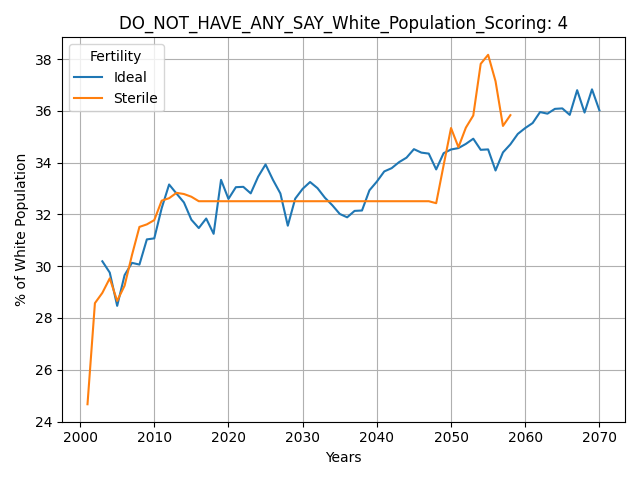 DO_NOT_HAVE_ANY_SAY_White_Population_Scoring: 4
Fertility
Ideal
Sterile
% of White Population
38
36
34
32
30
28
26
24
2000 2010 2020 2030 2040 2050 2060 2070
Years